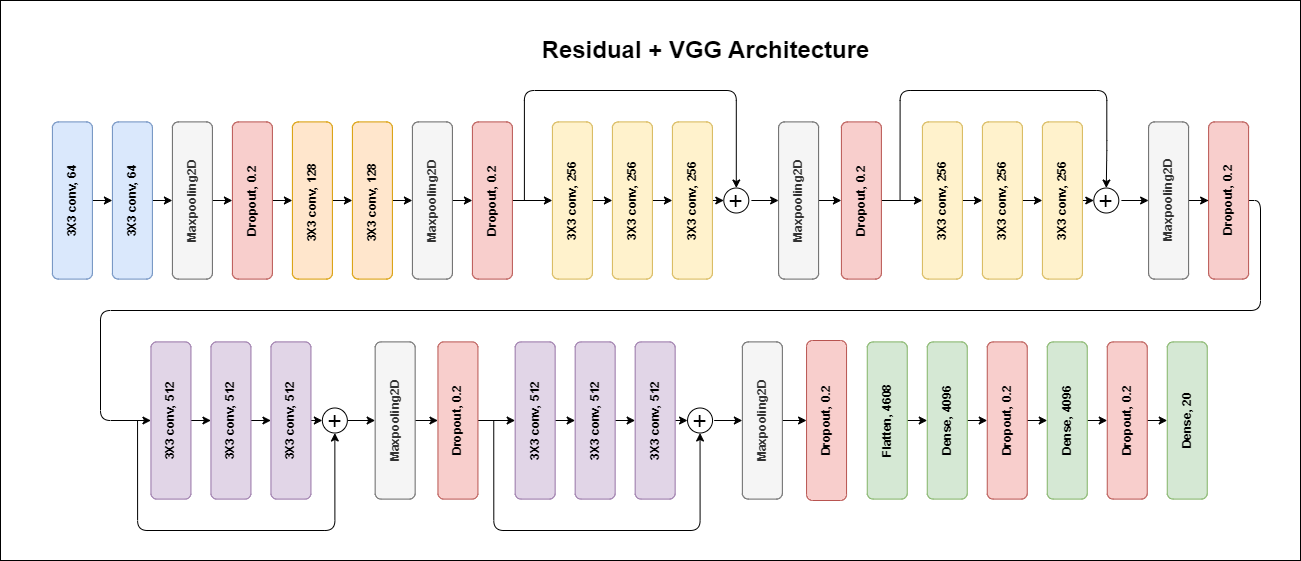 Residual + VGG Architecture
3X3 conv, 64
3X3 conv, 64
Maxpooling2D
Dropout, 0.2
3X3 conv, 128
3X3 conv, 128
Maxpooling2D
Dropout, 0.2
3X3 conv, 256
3X3 conv, 256
3X3 conv, 256
+
Maxpooling2D
Dropout, 0.2
3X3 conv, 256
3X3 conv, 256
3X3 conv, 256
+
Maxpooling2D
Dropout, 0.2
3X3 conv, 512
3X3 conv, 512
3X3 conv, 512
+
Maxpooling2D
Dropout, 0.2
3X3 conv, 512
3X3 conv, 512
3X3 conv, 512
+
Maxpooling2D
Dropout, 0.2
Flatten, 4608
Dense, 4096
Dropout, 0.2
Dense, 4096
Dropout, 0.2
Dense, 20